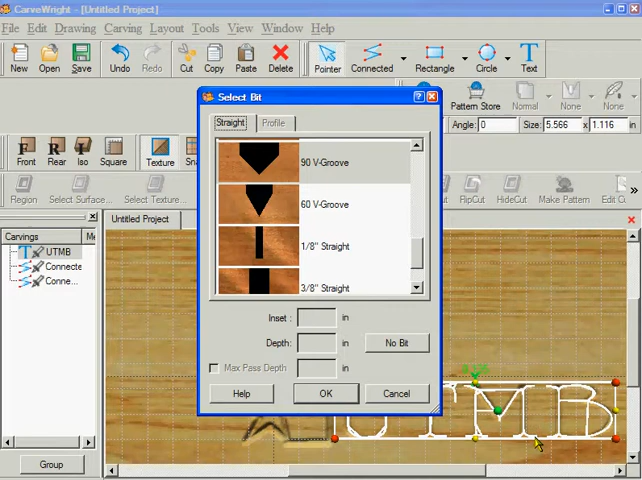 CarveWright - [Untitled Project]
File Edit Drawing Carving Layout Tools View Window Help
New Open Save Undo Redo Cut Copy Paste Delete Pointer Connected Rectangle Circle Text
Pattern Store Normal None None
Angle: 0 Size: 5.566 x 1.116 in
Front Rear Iso Square Texture Sna
Region Select Surface... Select Texture... FlipCut HideCut Make Pattern Edit Cu »
Carvings Me
UTMB
Connecte
Conne...
Group
Untitled Project
Select Bit
Straight Profile
90 V-Groove
60 V-Groove
1/8" Straight
3/8" Straight
Inset : in
Depth: in No Bit
Max Pass Depth in
Help OK Cancel
UTMB